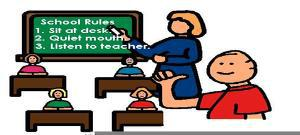 School Rules
1. Sit at desk.
2. Quiet mouth.
3. Listen to teacher.